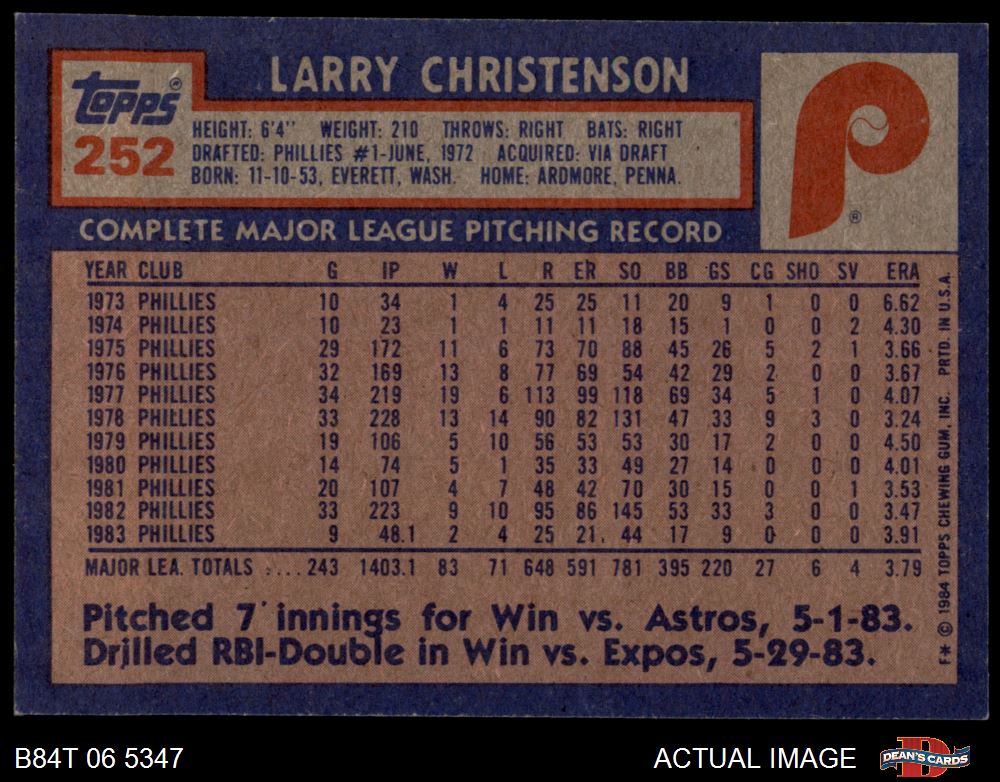 LARRY CHRISTENSON
Topps®
252
HEIGHT: 6'4" WEIGHT: 210 THROWS: RIGHT BATS: RIGHT
DRAFTED: PHILLIES #1-JUNE, 1972 ACQUIRED: VIA DRAFT
BORN: 11-10-53, EVERETT, WASH. HOME: ARDMORE, PENNA.
P
®
COMPLETE MAJOR LEAGUE PITCHING RECORD
YEAR CLUB G IP W L R ER SO BB GS CG SHO SV ERA
1973 PHILLIES 10 34 1 4 25 25 11 20 9 1 0 0 6.62
1974 PHILLIES 10 23 1 1 11 11 18 15 1 0 0 2 4.30
1975 PHILLIES 29 172 11 6 73 70 88 45 26 5 2 1 3.66
1976 PHILLIES 32 169 13 8 77 69 54 42 29 2 0 0 3.67
1977 PHILLIES 34 219 19 6 113 99 118 69 34 5 1 0 4.07
1978 PHILLIES 33 228 13 14 90 82 131 47 33 9 3 0 3.24
1979 PHILLIES 19 106 5 10 56 53 53 30 17 2 0 0 4.50
1980 PHILLIES 14 74 5 1 35 33 49 27 14 0 0 0 4.01
1981 PHILLIES 20 107 4 7 48 42 70 30 15 0 0 1 3.53
1982 PHILLIES 33 223 9 10 95 86 145 53 33 3 0 0 3.47
1983 PHILLIES 9 48.1 2 4 25 21 44 17 9 0 0 0 3.91
MAJOR LEA. TOTALS .... 243 1403.1 83 71 648 591 781 395 220 27 6 4 3.79
Pitched 7 innings for Win vs. Astros, 5-1-83.
Drilled RBI-Double in Win vs. Expos, 5-29-83.
F* © 1984 TOPPS CHEWING GUM, INC. PRTD. IN U.S.A.
B84T 06 5347
ACTUAL IMAGE
D
DEAN'S CARDS